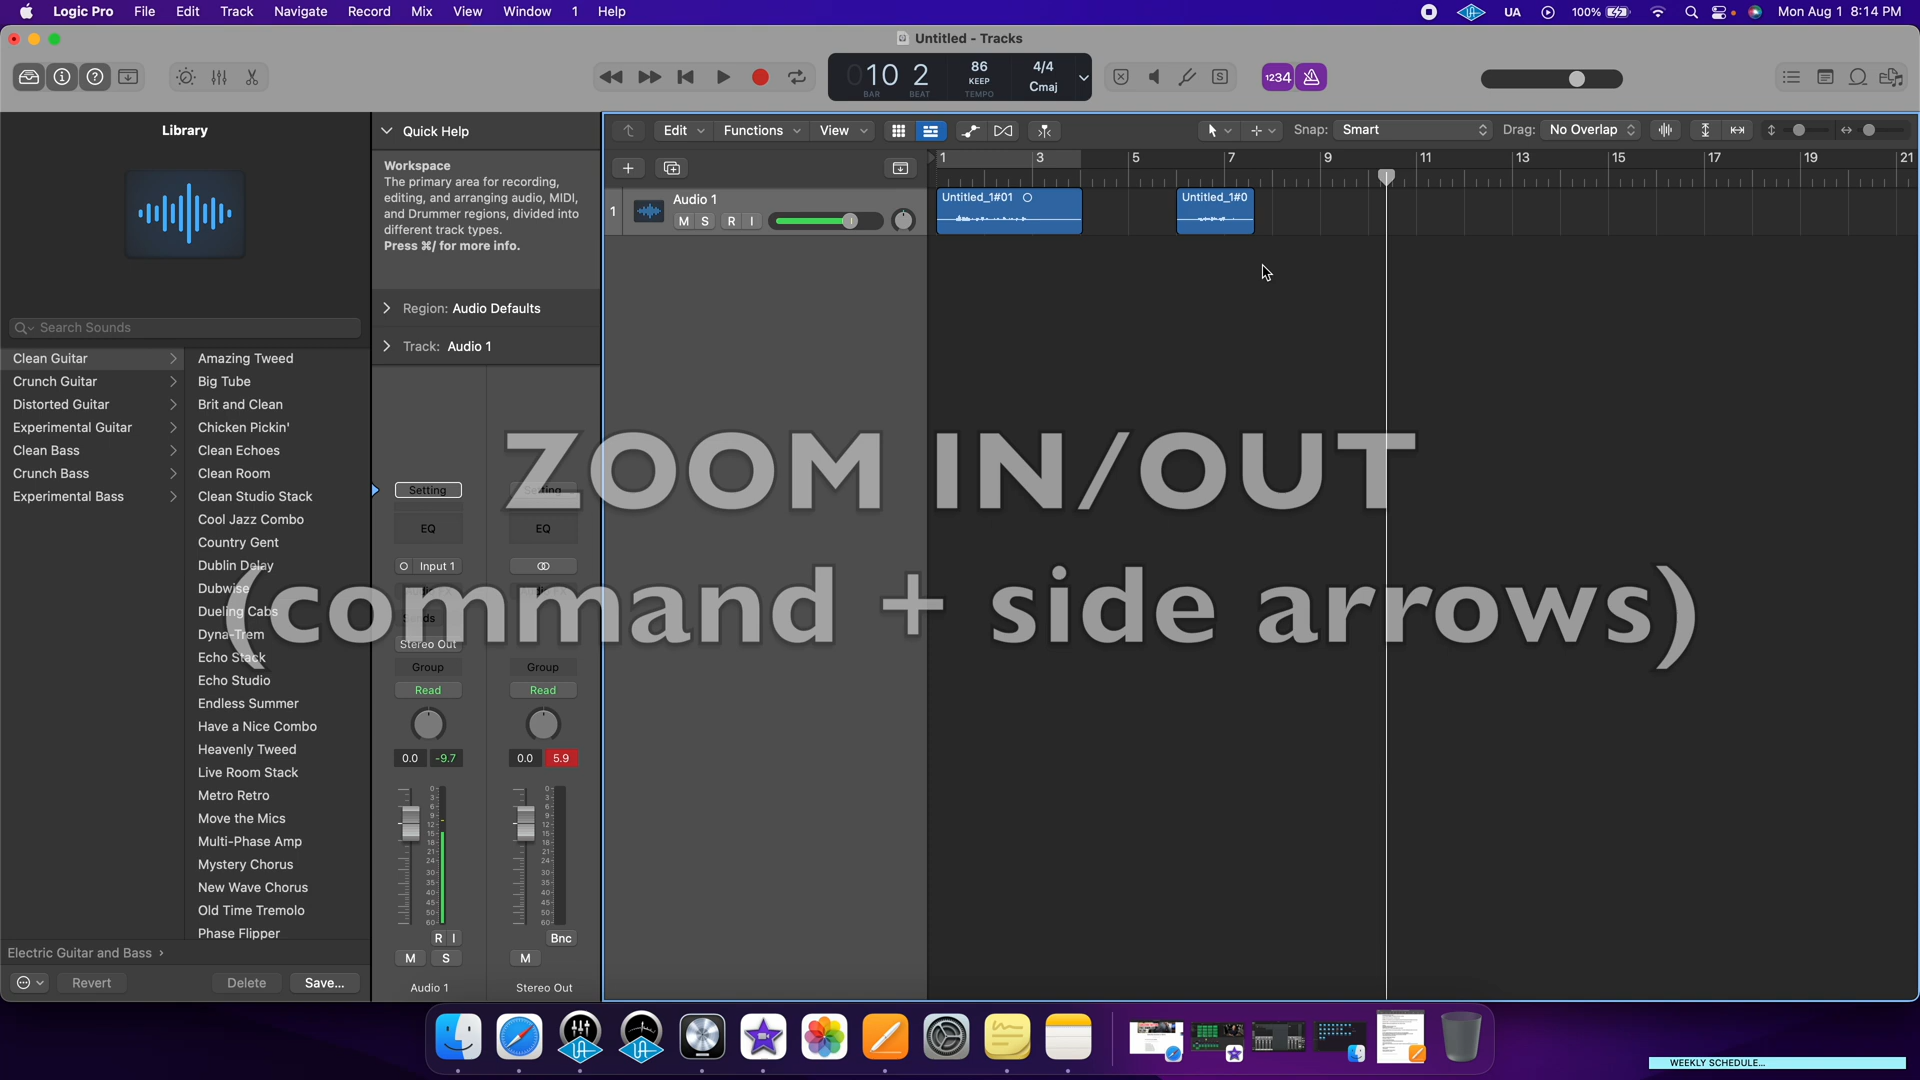 Logic Pro File Edit Track Navigate Record Mix View Window 1 Help
UA 100% Mon Aug 1 8:14 PM
Untitled - Tracks
010 2 86 4/4
KEEP Cmaj
BAR BEAT TEMPO
1234
S
Library
Quick Help
Edit Functions View
Snap: Smart Drag: No Overlap
Workspace
The primary area for recording,
editing, and arranging audio, MIDI,
and Drummer regions, divided into
different track types.
Press ⌘/ for more info.
1 3 5 7 9 11 13 15 17 19 21
1 Audio 1
M S R I
Untitled_1#01
Untitled_1#0
Region: Audio Defaults
Track: Audio 1
Search Sounds
Clean Guitar
Crunch Guitar
Distorted Guitar
Experimental Guitar
Clean Bass
Crunch Bass
Experimental Bass
Amazing Tweed
Big Tube
Brit and Clean
Chicken Pickin'
Clean Echoes
Clean Room
Clean Studio Stack
Cool Jazz Combo
Country Gent
Dublin Delay
Dubwise
Dueling Cabs
Dyna-Trem
Echo Stack
Echo Studio
Endless Summer
Have a Nice Combo
Heavenly Tweed
Live Room Stack
Metro Retro
Move the Mics
Multi-Phase Amp
Mystery Chorus
New Wave Chorus
Old Time Tremolo
Phase Flipper
ZOOM IN/OUT
(command + side arrows)
Setting Setting
EQ EQ
Input 1
Stereo Out
Group Group
Read Read
0.0 -9.7 0.0 5.9
R I Bnc
M S M
Audio 1 Stereo Out
Electric Guitar and Bass
Revert Delete Save...
WEEKLY SCHEDULE...